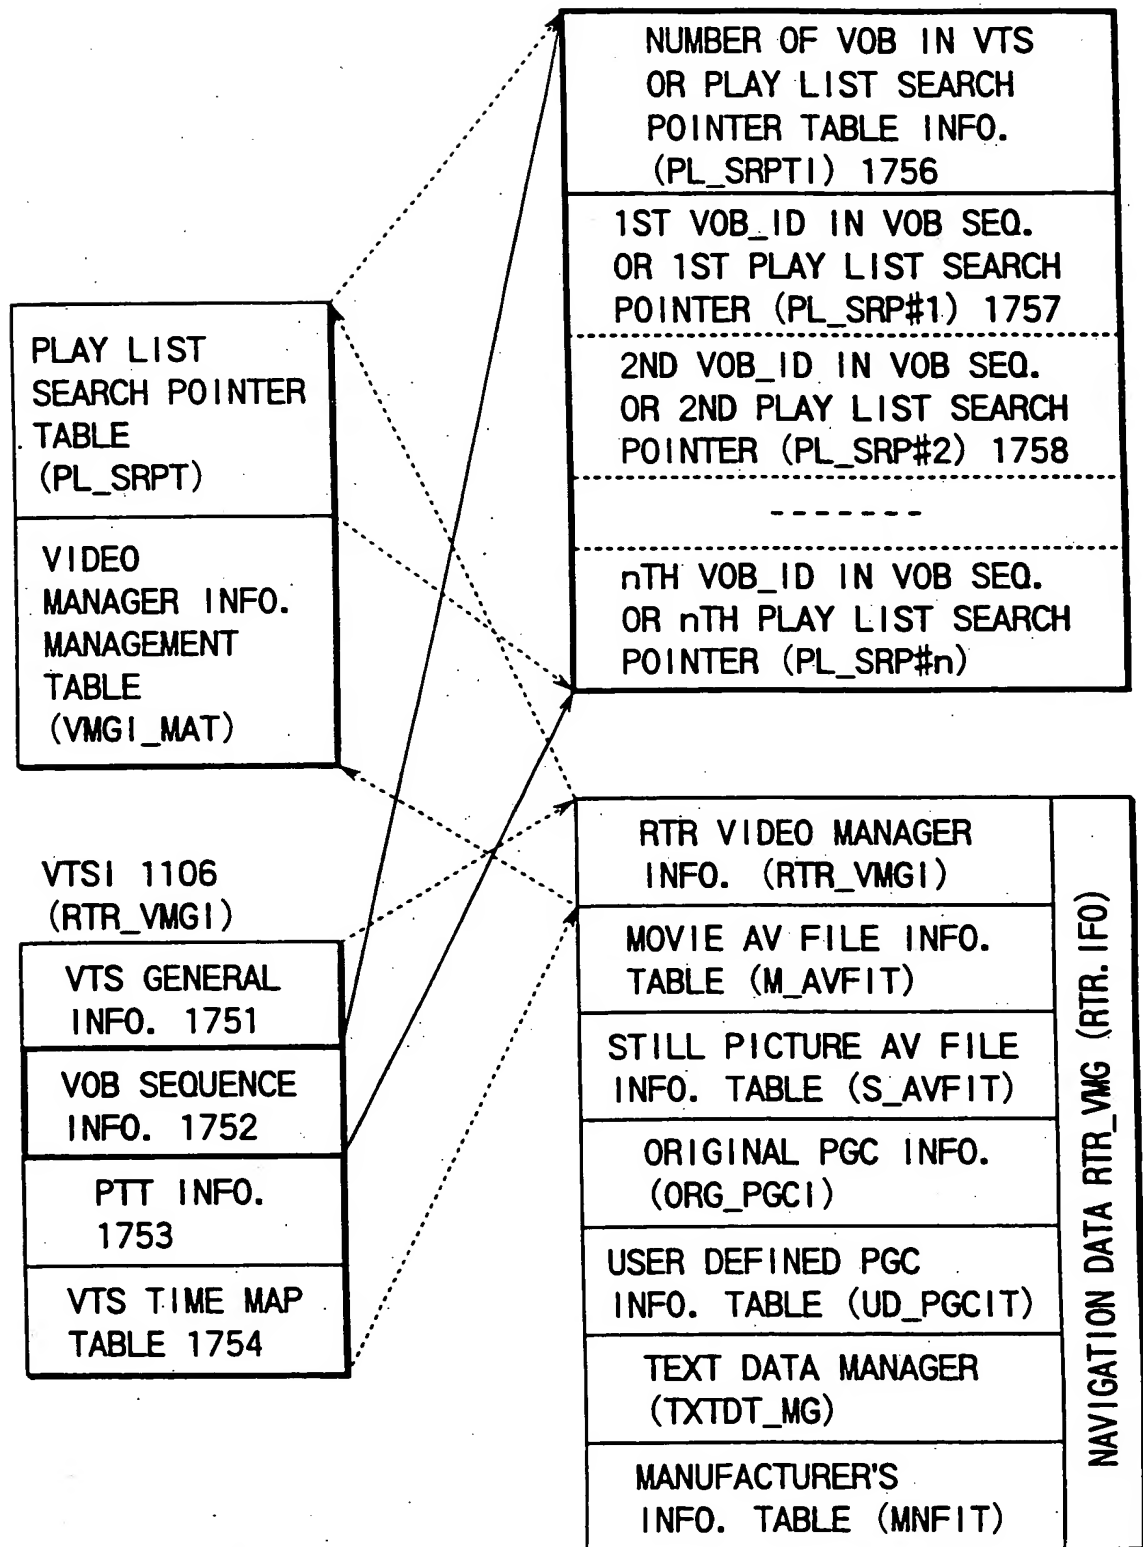 NUMBER OF VOB IN VTS
OR PLAY LIST SEARCH
POINTER TABLE INFO.
(PL_SRPTI) 1756
1ST VOB_ID IN VOB SEQ.
OR 1ST PLAY LIST SEARCH
POINTER (PL_SRP#1) 1757
2ND VOB_ID IN VOB SEQ.
OR 2ND PLAY LIST SEARCH
POINTER (PL_SRP#2) 1758
-------
nTH VOB_ID IN VOB SEQ.
OR nTH PLAY LIST SEARCH
POINTER (PL_SRP#n)
PLAY LIST
SEARCH POINTER
TABLE
(PL_SRPT)
VIDEO
MANAGER INFO.
MANAGEMENT
TABLE
(VMGI_MAT)
VTSI 1106
(RTR_VMGI)
VTS GENERAL
INFO. 1751
VOB SEQUENCE
INFO. 1752
PTT INFO.
1753
VTS TIME MAP
TABLE 1754
RTR VIDEO MANAGER
INFO. (RTR_VMGI)
MOVIE AV FILE INFO.
TABLE (M_AVFIT)
STILL PICTURE AV FILE
INFO. TABLE (S_AVFIT)
ORIGINAL PGC INFO.
(ORG_PGCI)
USER DEFINED PGC
INFO. TABLE (UD_PGCIT)
TEXT DATA MANAGER
(TXTDT_MG)
MANUFACTURER'S
INFO. TABLE (MNFIT)
NAVIGATION DATA RTR_VMG (RTR. IFO)